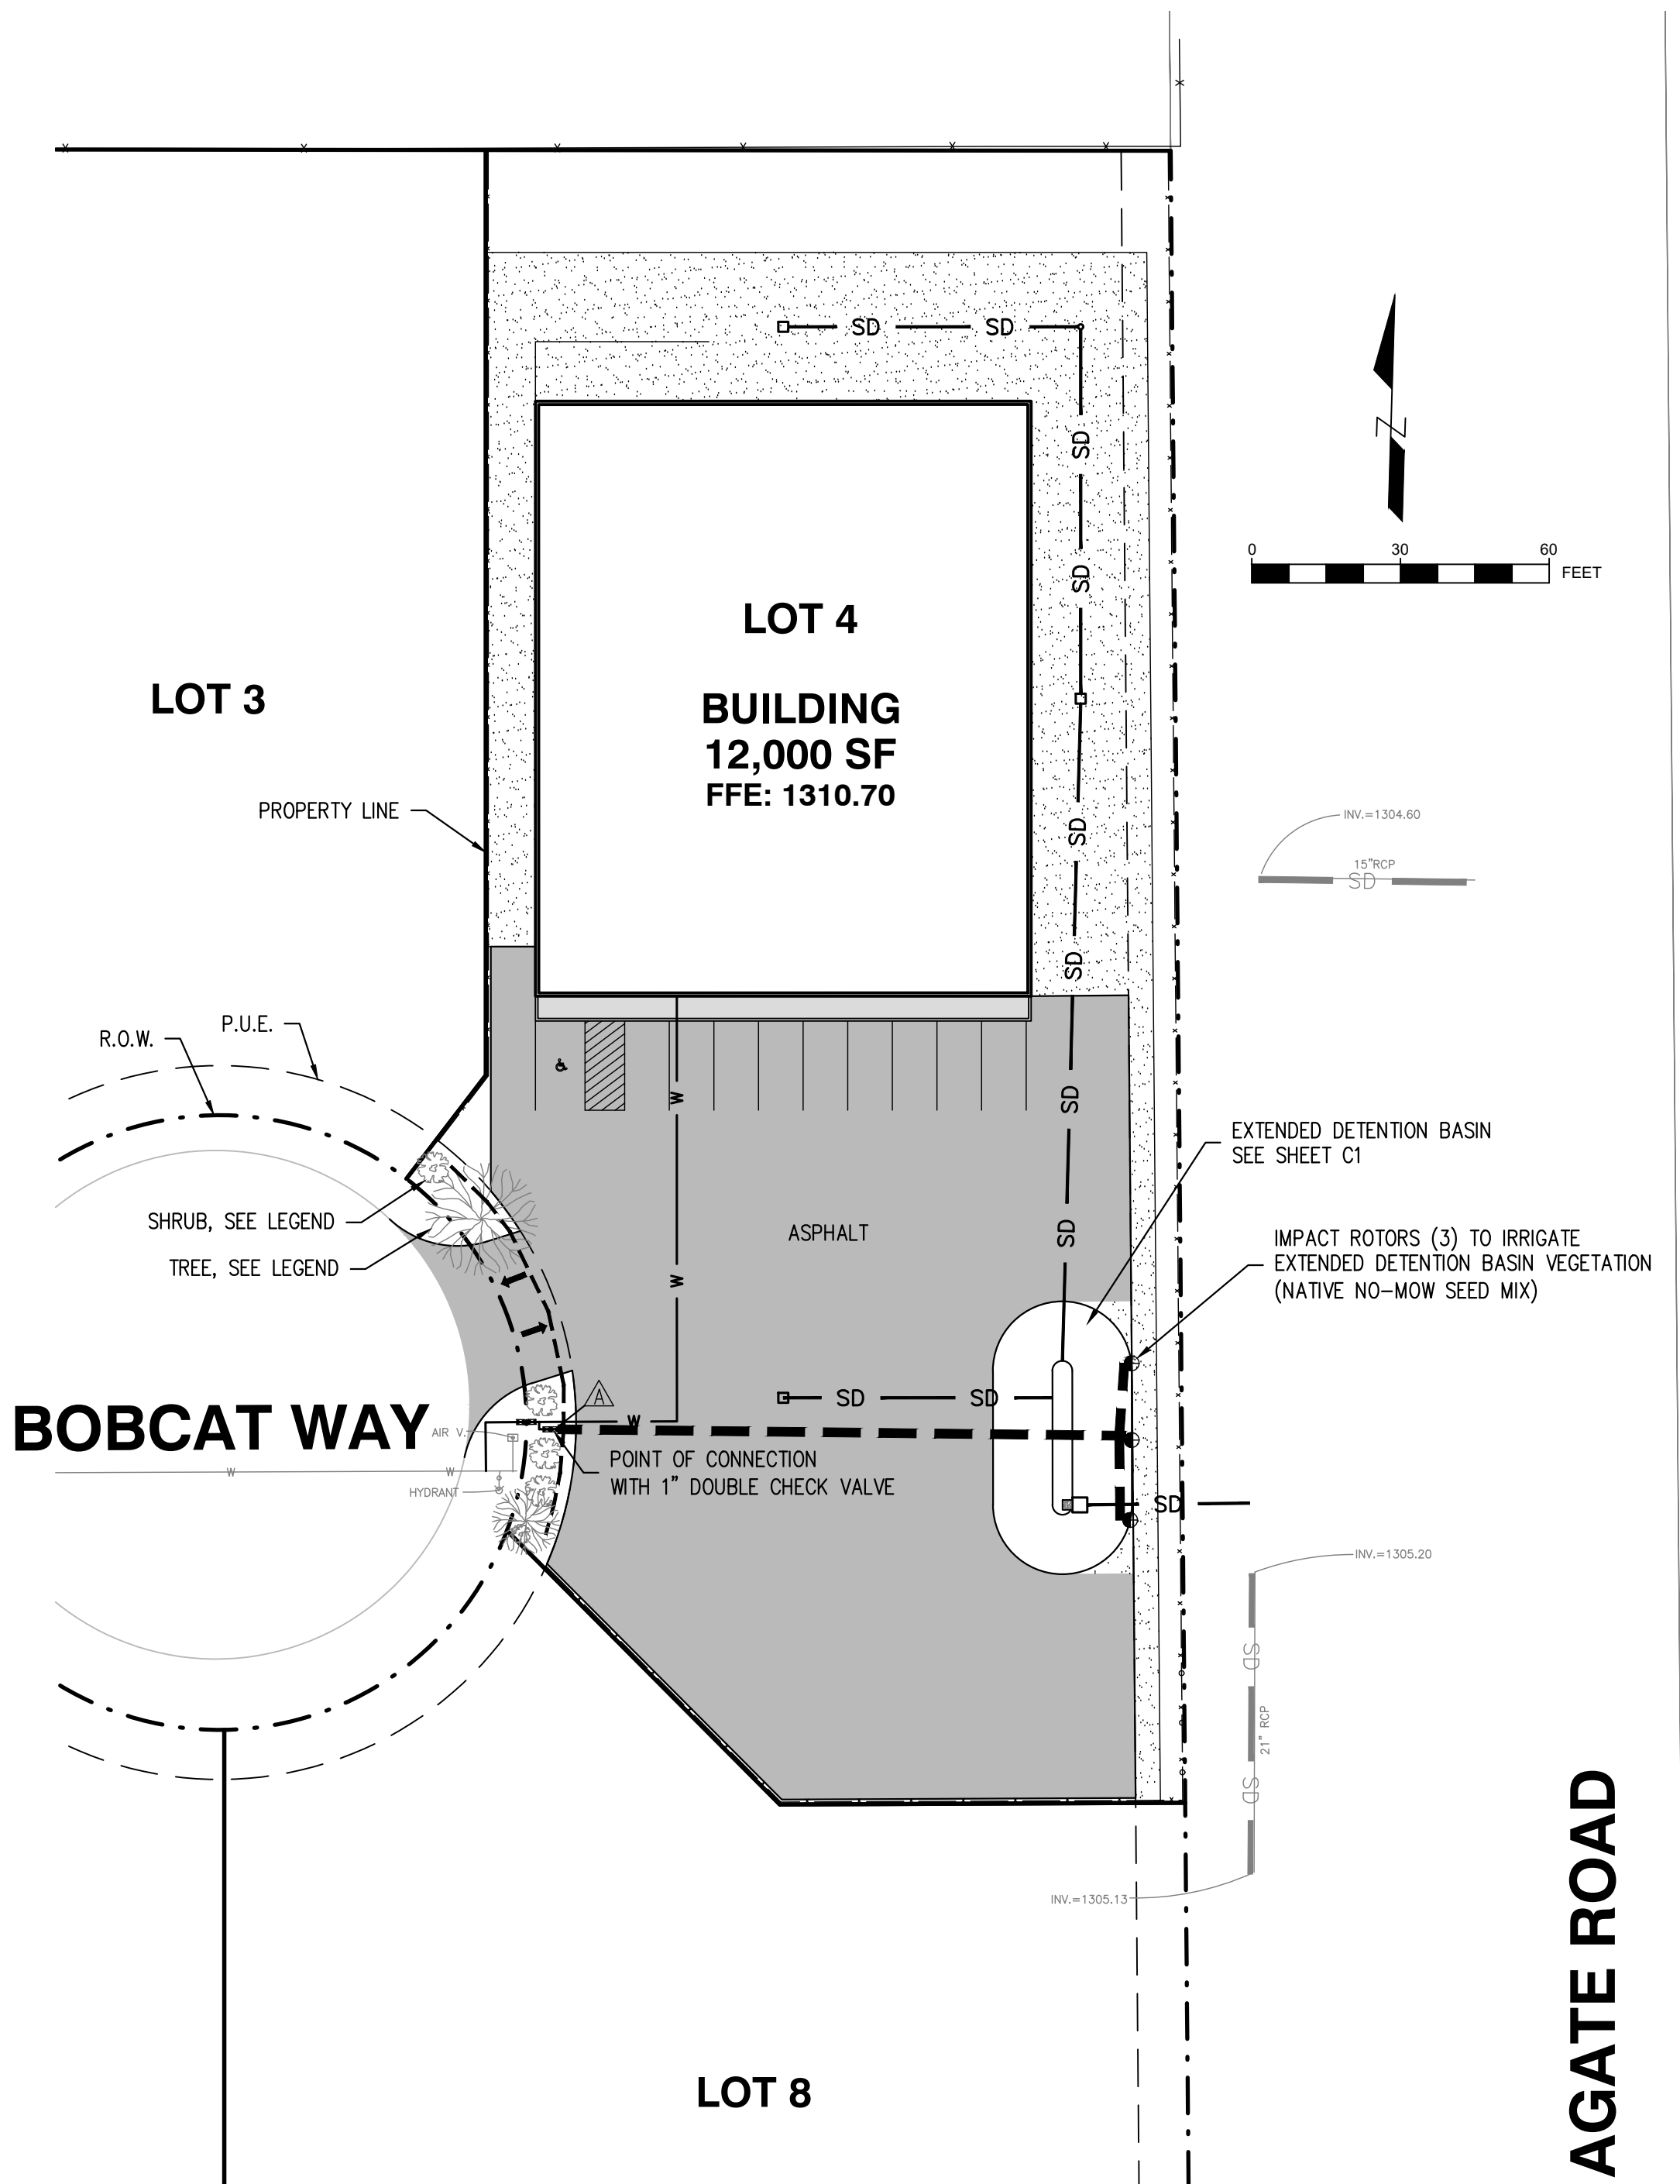 SD
SD
SD
SD
SD
SD
SD
SD
Z
0
30
60
FEET
LOT 4
BUILDING
12,000 SF
FFE: 1310.70
LOT 3
PROPERTY LINE
INV.=1304.60
15"RCP
SD
P.U.E.
R.O.W.
W
W
W
EXTENDED DETENTION BASIN
SEE SHEET C1
SHRUB, SEE LEGEND
TREE, SEE LEGEND
ASPHALT
IMPACT ROTORS (3) TO IRRIGATE
EXTENDED DETENTION BASIN VEGETATION
(NATIVE NO-MOW SEED MIX)
BOBCAT WAY
A
SD
SD
AIR V.
POINT OF CONNECTION
WITH 1" DOUBLE CHECK VALVE
W
W
HYDRANT
SD
INV.=1305.20
SD
21" RCP
SD
INV.=1305.13
AGATE ROAD
LOT 8